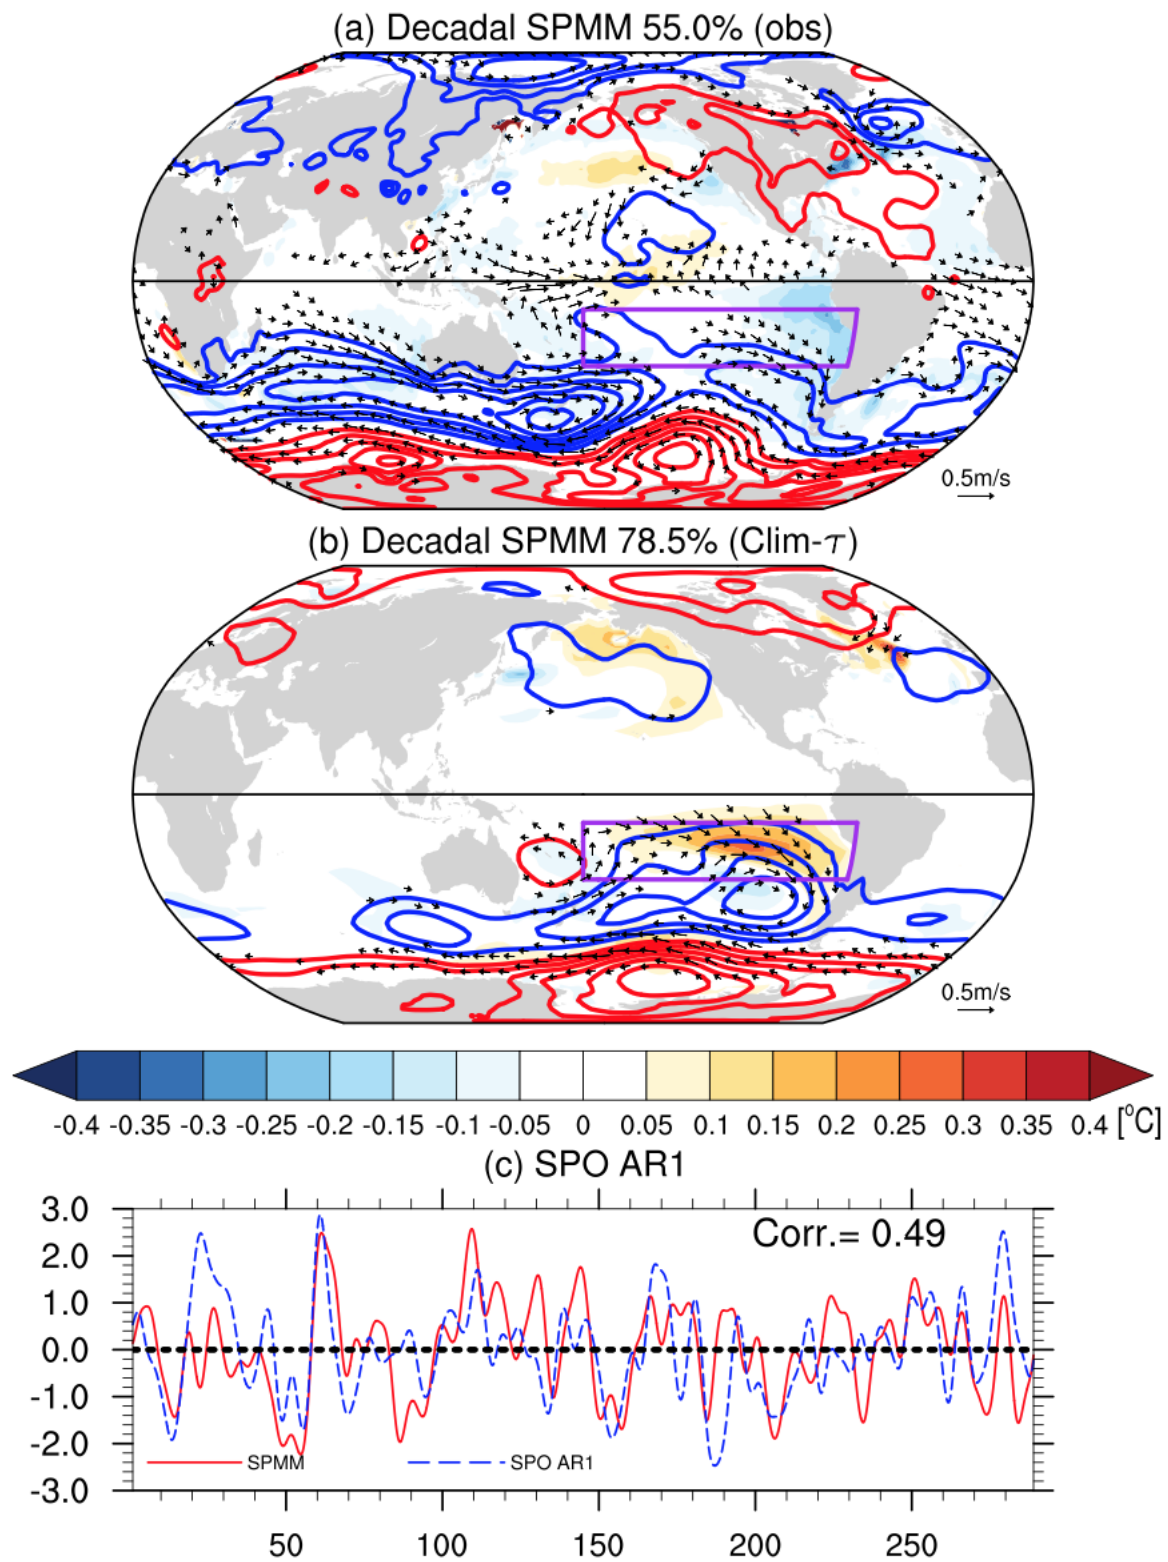 (a) Decadal SPMM 55.0% (obs)
0.5m/s
(b) Decadal SPMM 78.5% (Clim-τ)
0.5m/s
-0.4 -0.35 -0.3 -0.25 -0.2 -0.15 -0.1 -0.05 0 0.05 0.1 0.15 0.2 0.25 0.3 0.35 0.4 [°C]
(c) SPO AR1
3.0
Corr.= 0.49
2.0
1.0
0.0
-1.0
-2.0
SPMM SPO AR1
-3.0
50 100 150 200 250